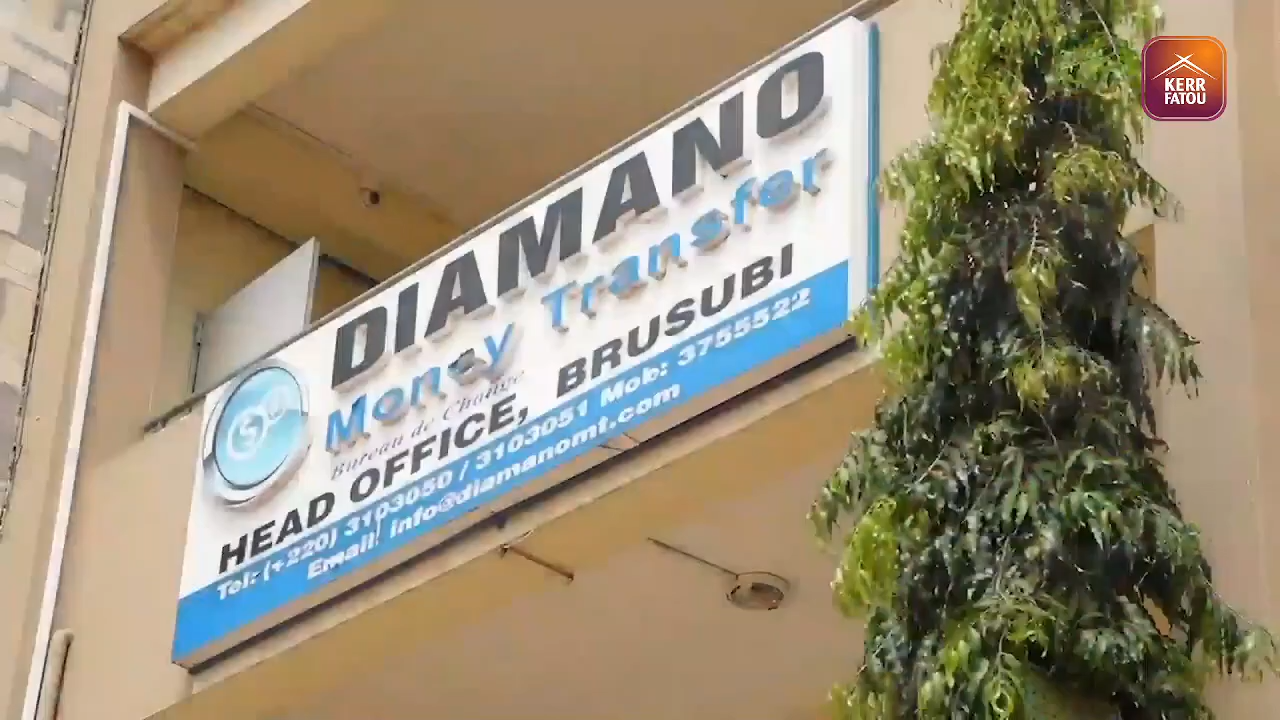 DIAMANO
Money Transfer
Bureau de Change
HEAD OFFICE, BRUSUBI
Tel: (+220) 3103050 / 3103051 Mob: 3755522
Email: info@diamanomt.com
KERR
FATOU